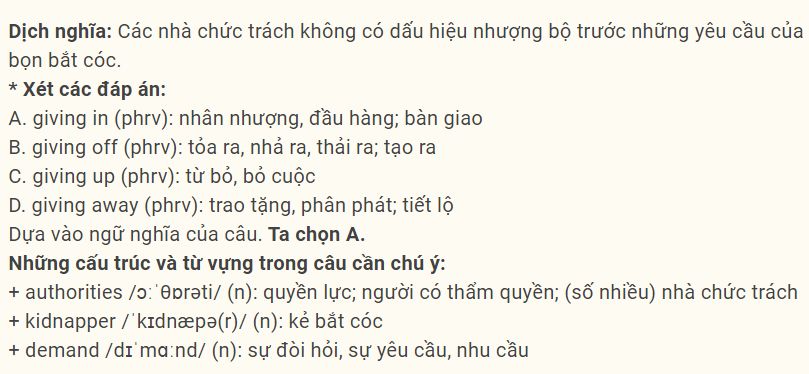 Dịch nghĩa: Các nhà chức trách không có dấu hiệu nhượng bộ trước những yêu cầu của
bọn bắt cóc.
* Xét các đáp án:
A. giving in (phrv): nhân nhượng, đầu hàng; bàn giao
B. giving off (phrv): tỏa ra, nhả ra, thải ra; tạo ra
C. giving up (phrv): từ bỏ, bỏ cuộc
D. giving away (phrv): trao tặng, phân phát; tiết lộ
Dựa vào ngữ nghĩa của câu. Ta chọn A.
Những cấu trúc và từ vựng trong câu cần chú ý:
+ authorities /ɔːˈθɒrəti/ (n): quyền lực; người có thẩm quyền; (số nhiều) nhà chức trách
+ kidnapper /ˈkɪdnæpə(r)/ (n): kẻ bắt cóc
+ demand /dɪˈmɑːnd/ (n): sự đòi hỏi, sự yêu cầu, nhu cầu